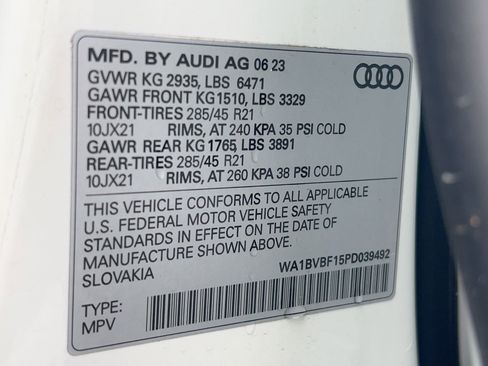 MFD. BY AUDI AG 06 23
GVWR KG 2935, LBS 6471
GAWR FRONT KG1510, LBS 3329
FRONT-TIRES 285/45 R21
10JX21 RIMS, AT 240 KPA 35 PSI COLD
GAWR REAR KG1765, LBS 3891
REAR-TIRES 285/45 R21
10JX21 RIMS, AT 260 KPA 38 PSI COLD
THIS VEHICLE CONFORMS TO ALL APPLICABLE
U.S. FEDERAL MOTOR VEHICLE SAFETY
STANDARDS IN EFFECT ON THE DATE OF
MANUFACTURE SHOWN ABOVE.
SLOVAKIA
WA1BVBF15PD039492
TYPE:
MPV